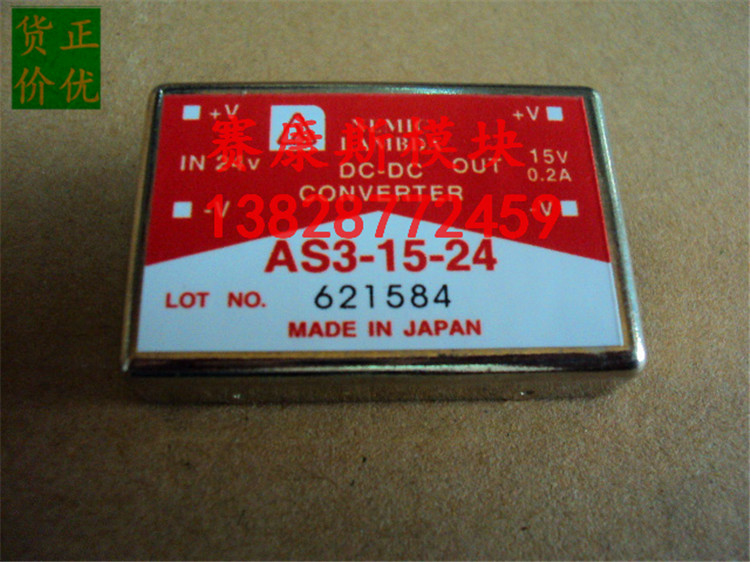 货正
价优
+V
NEMIC
LAMBDA
+V
赛康斯模块
IN 24V
DC-DC
OUT
15V
0.2A
CONVERTER
-V
13828772459
-V
AS3-15-24
LOT NO. 621584
MADE IN JAPAN